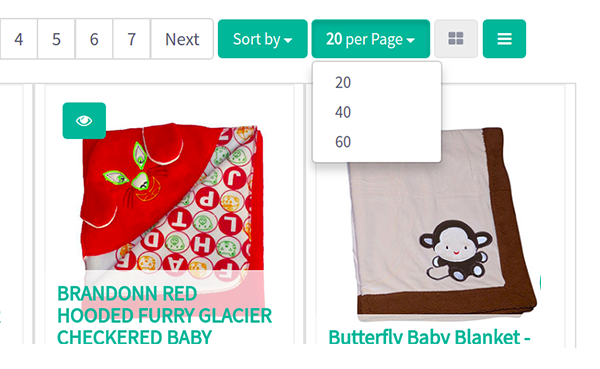 4 5 6 7 Next Sort by 20 per Page
20
40
60
BRANDONN RED
HOODED FURRY GLACIER
CHECKERED BABY
Butterfly Baby Blanket -